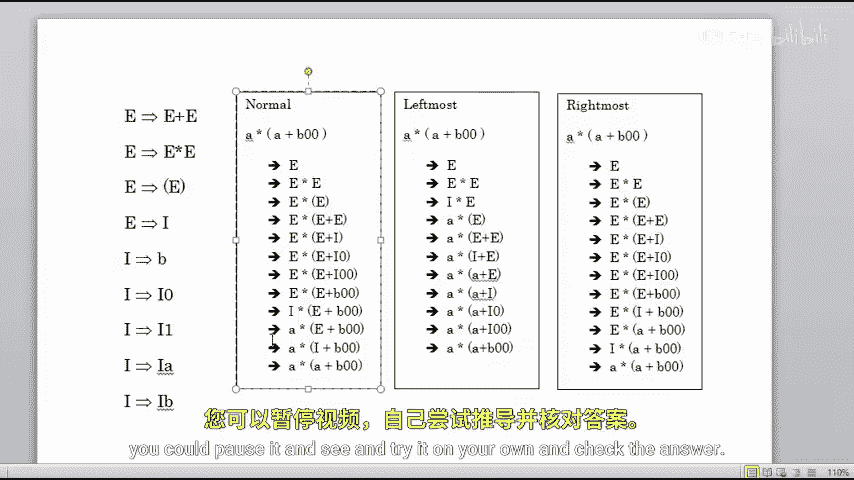 E ⇒ E+E
E ⇒ E*E
E ⇒ (E)
E ⇒ I
I ⇒ b
I ⇒ I0
I ⇒ I1
I ⇒ Ia
I ⇒ Ib
Normal
a * ( a + b00 )
➔ E
➔ E * E
➔ E * (E)
➔ E * (E+E)
➔ E * (E+I)
➔ E * (E+I0)
➔ E * (E+I00)
➔ E * (E+b00)
➔ I * (E + b00)
➔ a * (E + b00)
➔ a * (I + b00)
➔ a * (a + b00)
Leftmost
a * ( a + b00 )
➔ E
➔ E * E
➔ I * E
➔ a * (E)
➔ a * (E+E)
➔ a * (I+E)
➔ a * (a+E)
➔ a * (a+I)
➔ a * (a+I0)
➔ a * (a+I00)
➔ a * (a+b00)
Rightmost
a * ( a + b00 )
➔ E
➔ E * E
➔ E * (E)
➔ E * (E+E)
➔ E * (E+I)
➔ E * (E+I0)
➔ E * (E+I00)
➔ E * (E+b00)
➔ E * (I + b00)
➔ E * (a + b00)
➔ I * (a + b00)
➔ a * (a + b00)
您可以暂停视频，自己尝试推导并核对答案。
you could pause it and see and try it on your own and check the answer.
110%
bilibili